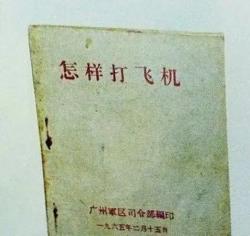 怎样打飞机
广州军区司令部编印
一九六五年二月十五日